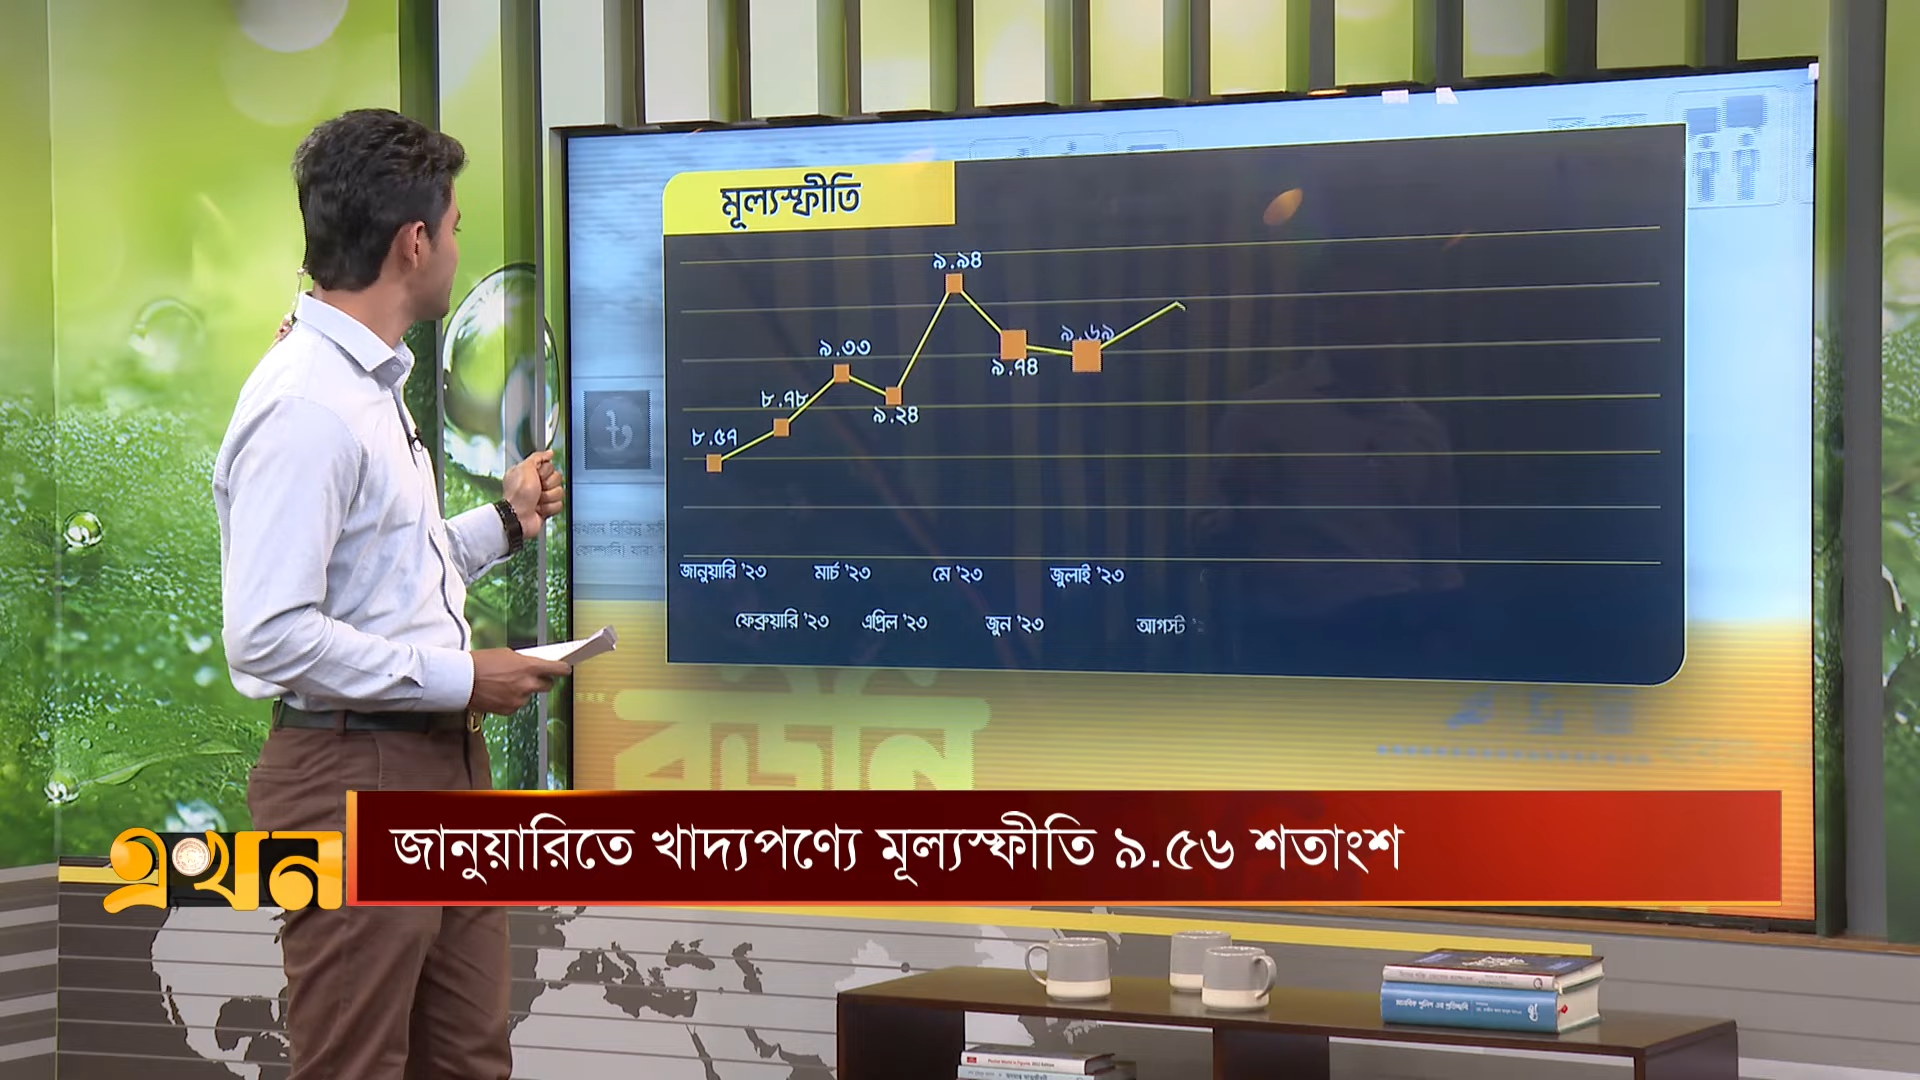 মূল্যস্ফীতি
৯.৯৪
৯.৩৩
৯.৬৯
৯.৭৪
৮.৭৮
৯.২৪
৮.৫৭
জানুয়ারি '২৩
মার্চ '২৩
মে '২৩
জুলাই '২৩
ফেব্রুয়ারি '২৩
এপ্রিল '২৩
জুন '২৩
আগস্ট
এখন
জানুয়ারিতে খাদ্যপণ্যে মূল্যস্ফীতি ৯.৫৬ শতাংশ